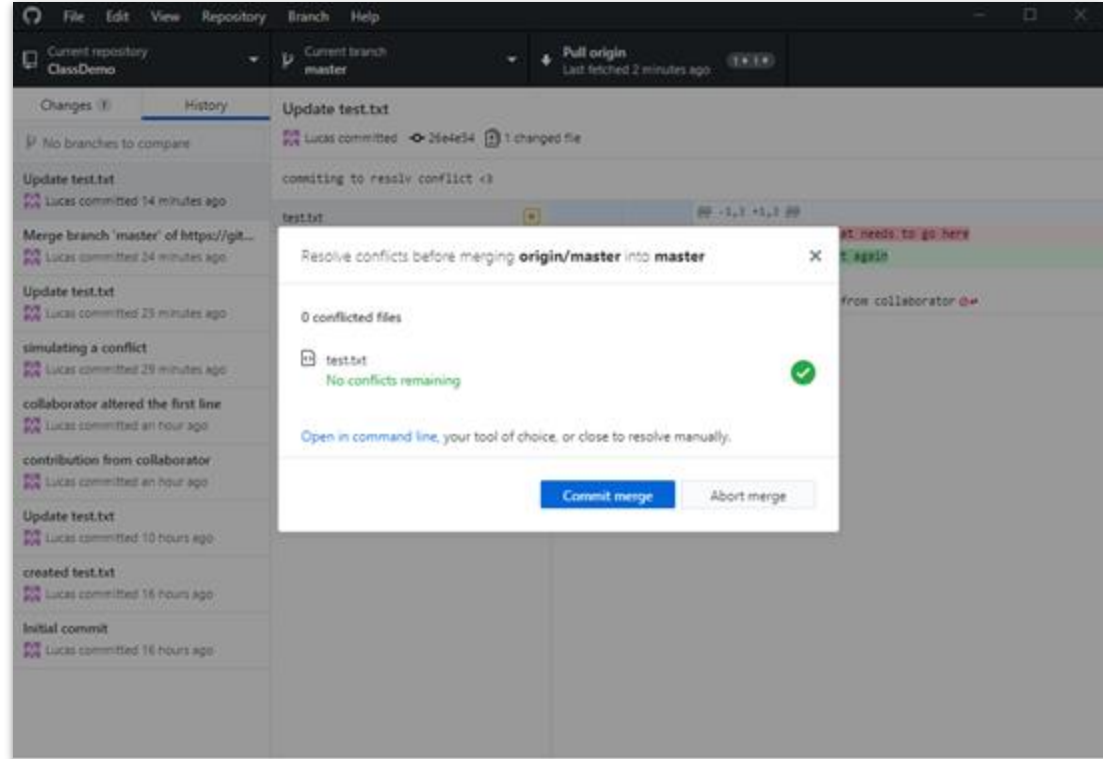 File Edit View Repository Branch Help
Current repository
ClassDemo
Current branch
master
Pull origin
Last fetched 2 minutes ago
1 1
Changes 1
History
No branches to compare
Update test.txt
Lucas committed 14 minutes ago
Merge branch 'master' of https://git...
Lucas committed 24 minutes ago
Update test.txt
Lucas committed 25 minutes ago
simulating a conflict
Lucas committed 29 minutes ago
collaborator altered the first line
Lucas committed an hour ago
contribution from collaborator
Lucas committed an hour ago
Update test.txt
Lucas committed 10 hours ago
created test.txt
Lucas committed 16 hours ago
Initial commit
Lucas committed 16 hours ago
Update test.txt
Lucas committed 26e4e54 1 changed file
commiting to resolv conflict <3
test.txt
@@ -1,3 +1,3 @@
at needs to go here
t again
from collaborator
Resolve conflicts before merging origin/master into master
0 conflicted files
test.txt
No conflicts remaining
Open in command line, your tool of choice, or close to resolve manually.
Commit merge
Abort merge